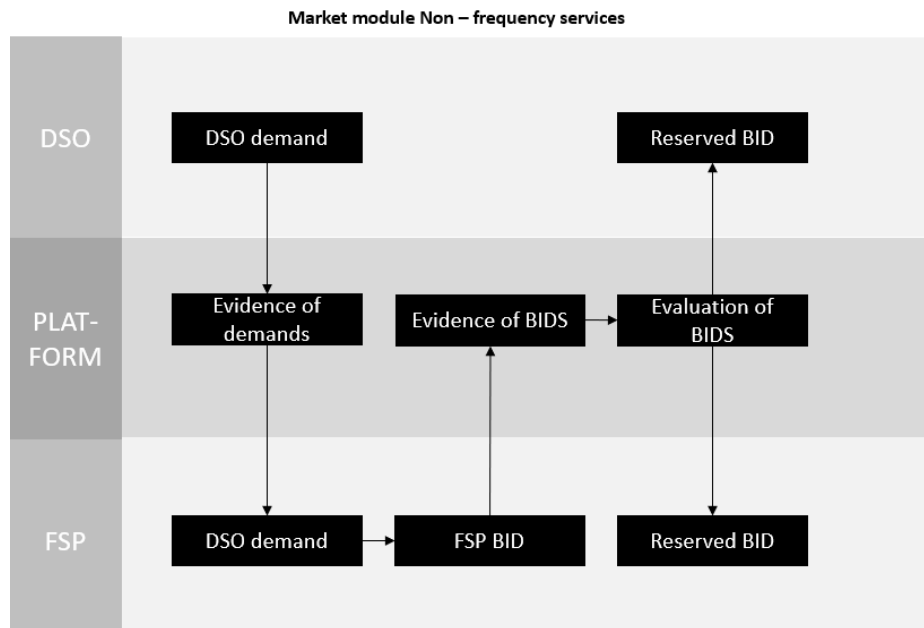 Market module Non – frequency services
DSO
DSO demand
Reserved BID
PLAT-
FORM
Evidence of
demands
Evidence of BIDS
Evaluation of
BIDS
FSP
DSO demand
FSP BID
Reserved BID